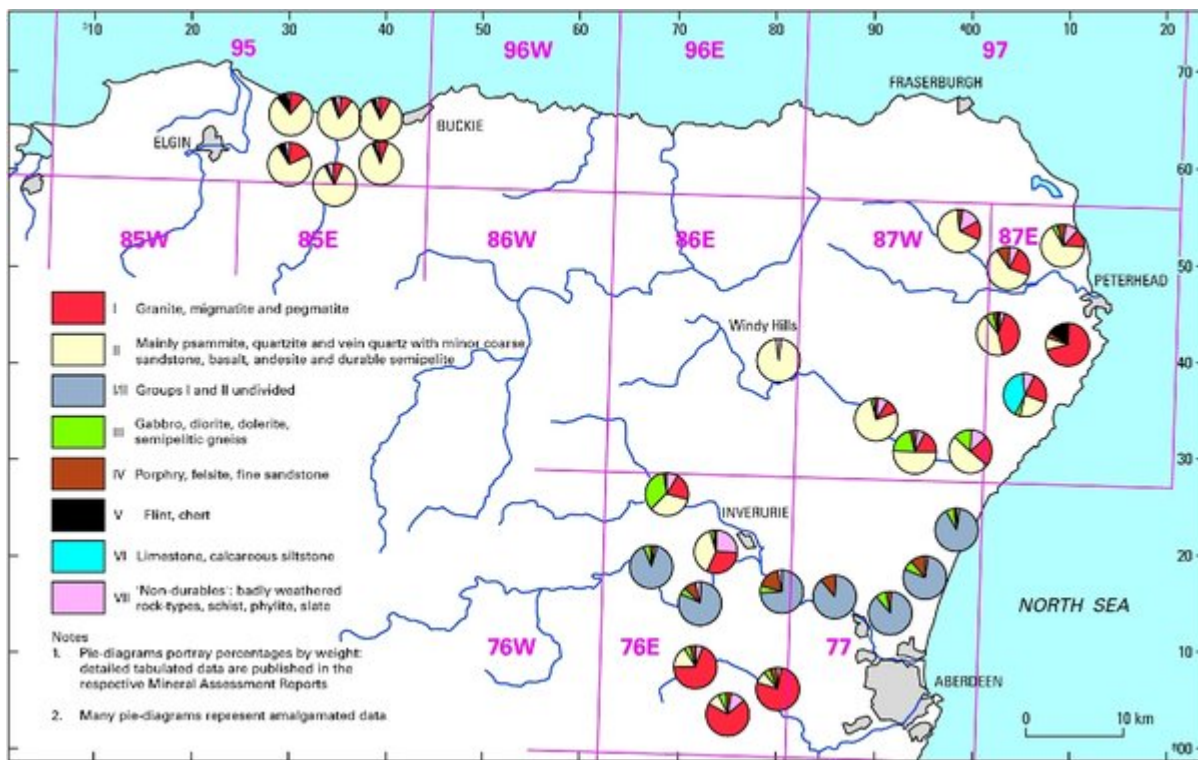 ³10 20 30 40 50 60 70 80 90 ⁴00 10 20
95 96W 96E 97
FRASERBURGH
70
ELGIN
BUCKIE
60
85W 85E 86W 86E 87W 87E
50
PETERHEAD
I Granite, migmatite and pegmatite
Windy Hills
II Mainly psammite, quartzite and vein quartz with minor coarse
sandstone, basalt, andesite and durable semipelite
40
I/II Groups I and II undivided
III Gabbro, diorite, dolerite,
semipelitic gneiss
IV Porphry, felsite, fine sandstone
30
V Flint, chert
INVERURIE
VI Limestone, calcareous siltstone
20
VII 'Non-durables': badly weathered
rock-types, schist, phylite, slate
NORTH SEA
Notes
1. Pie-diagrams portray percentages by weight:
detailed tabulated data are published in the
respective Mineral Assessment Reports
76W 76E 77
10
ABERDEEN
2. Many pie-diagrams represent amalgamated data
0 10 km
⁸00